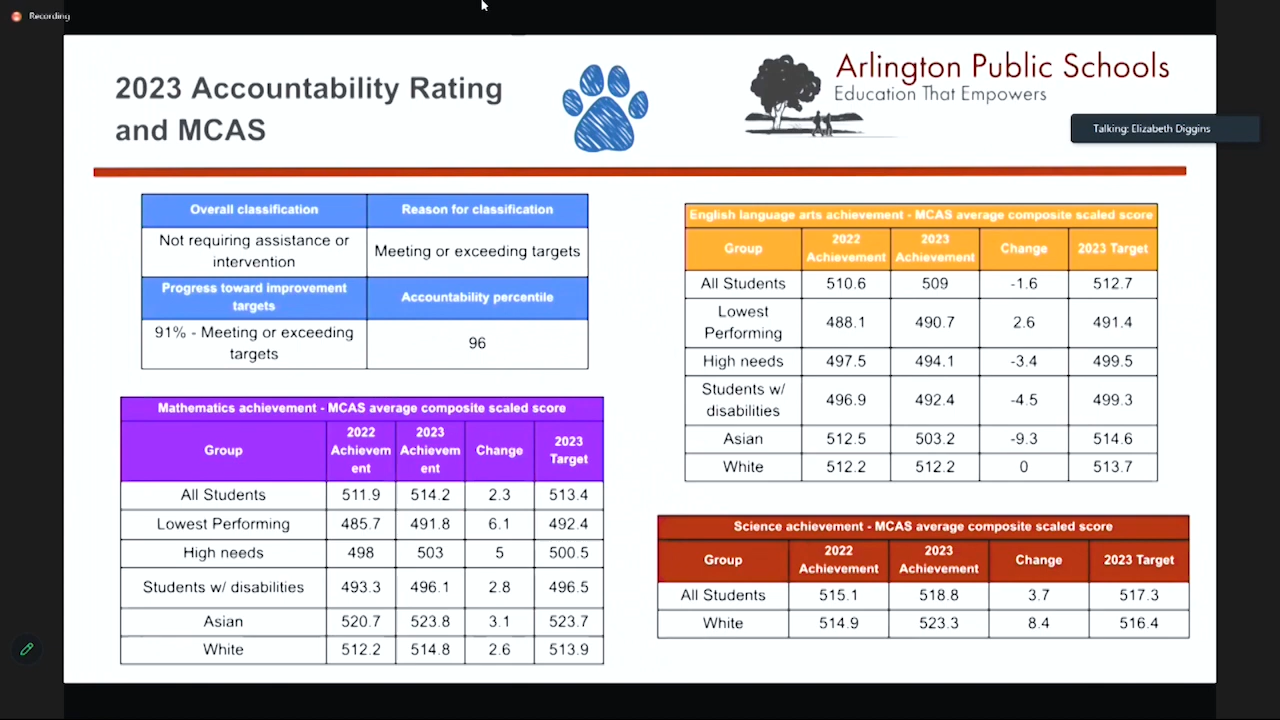 Recording
2023 Accountability Rating
and MCAS
Arlington Public Schools
Education That Empowers
Talking: Elizabeth Diggins
Overall classification Reason for classification
Not requiring assistance or
intervention
Meeting or exceeding targets
Progress toward improvement
targets
Accountability percentile
91% - Meeting or exceeding
targets
96
Mathematics achievement - MCAS average composite scaled score
Group
2022
Achievem
ent
2023
Achievem
ent
Change
2023
Target
All Students 511.9 514.2 2.3 513.4
Lowest Performing 485.7 491.8 6.1 492.4
High needs 498 503 5 500.5
Students w/ disabilities 493.3 496.1 2.8 496.5
Asian 520.7 523.8 3.1 523.7
White 512.2 514.8 2.6 513.9
English language arts achievement - MCAS average composite scaled score
Group
2022
Achievement
2023
Achievement
Change
2023 Target
All Students 510.6 509 -1.6 512.7
Lowest
Performing
488.1 490.7 2.6 491.4
High needs 497.5 494.1 -3.4 499.5
Students w/
disabilities
496.9 492.4 -4.5 499.3
Asian 512.5 503.2 -9.3 514.6
White 512.2 512.2 0 513.7
Science achievement - MCAS average composite scaled score
Group
2022
Achievement
2023
Achievement
Change
2023 Target
All Students 515.1 518.8 3.7 517.3
White 514.9 523.3 8.4 516.4